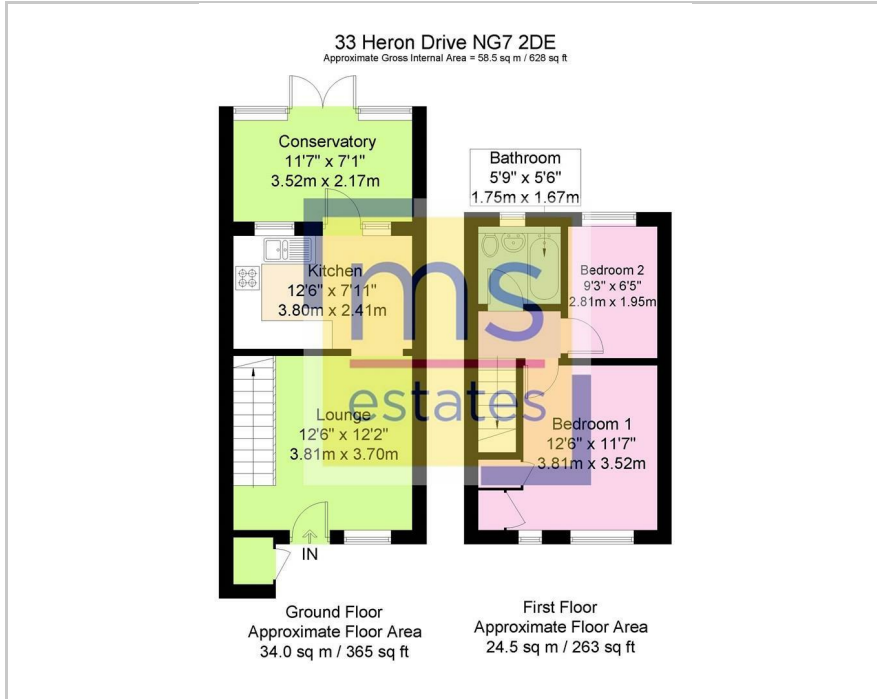 33 Heron Drive NG7 2DE
Approximate Gross Internal Area = 58.5 sq m / 628 sq ft
Conservatory
11'7" x 7'1"
3.52m x 2.17m
Kitchen
12'6" x 7'11"
3.80m x 2.41m
Lounge
12'6" x 12'2"
3.81m x 3.70m
IN
Ground Floor
Approximate Floor Area
34.0 sq m / 365 sq ft
Bathroom
5'9" x 5'6"
1.75m x 1.67m
Bedroom 2
9'3" x 6'5"
2.81m x 1.95m
Bedroom 1
12'6" x 11'7"
3.81m x 3.52m
First Floor
Approximate Floor Area
24.5 sq m / 263 sq ft
ms
estates